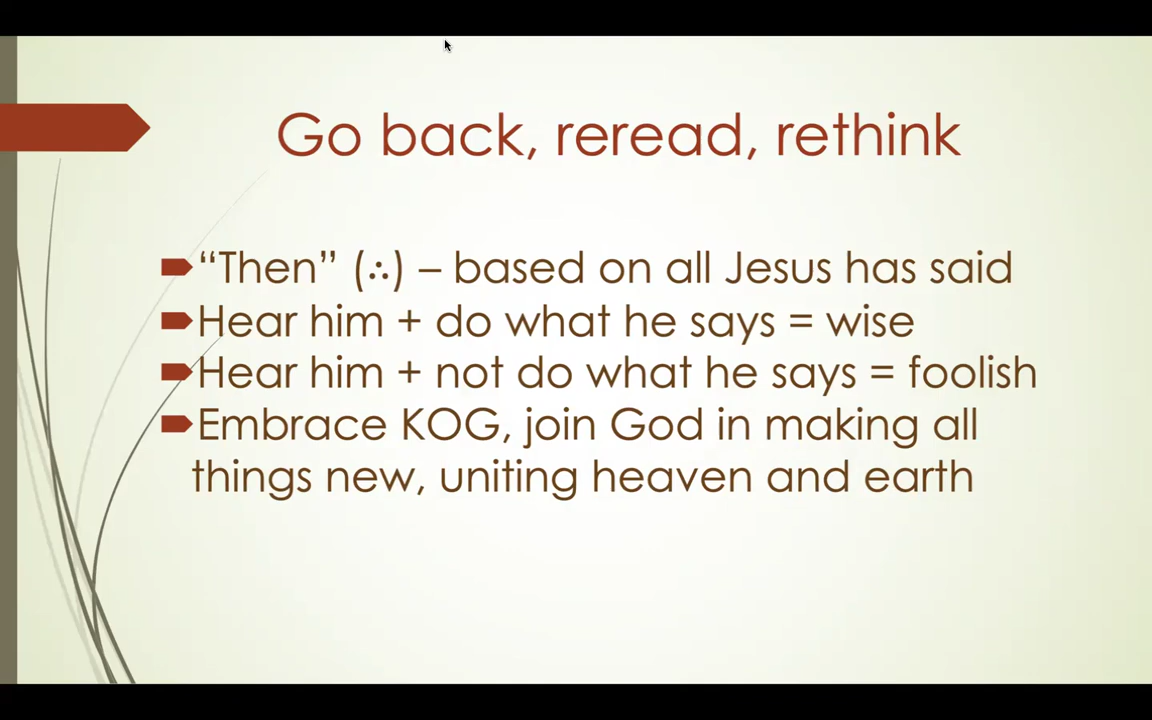 Go back, reread, rethink
“Then” (∴) – based on all Jesus has said
Hear him + do what he says = wise
Hear him + not do what he says = foolish
Embrace KOG, join God in making all
things new, uniting heaven and earth